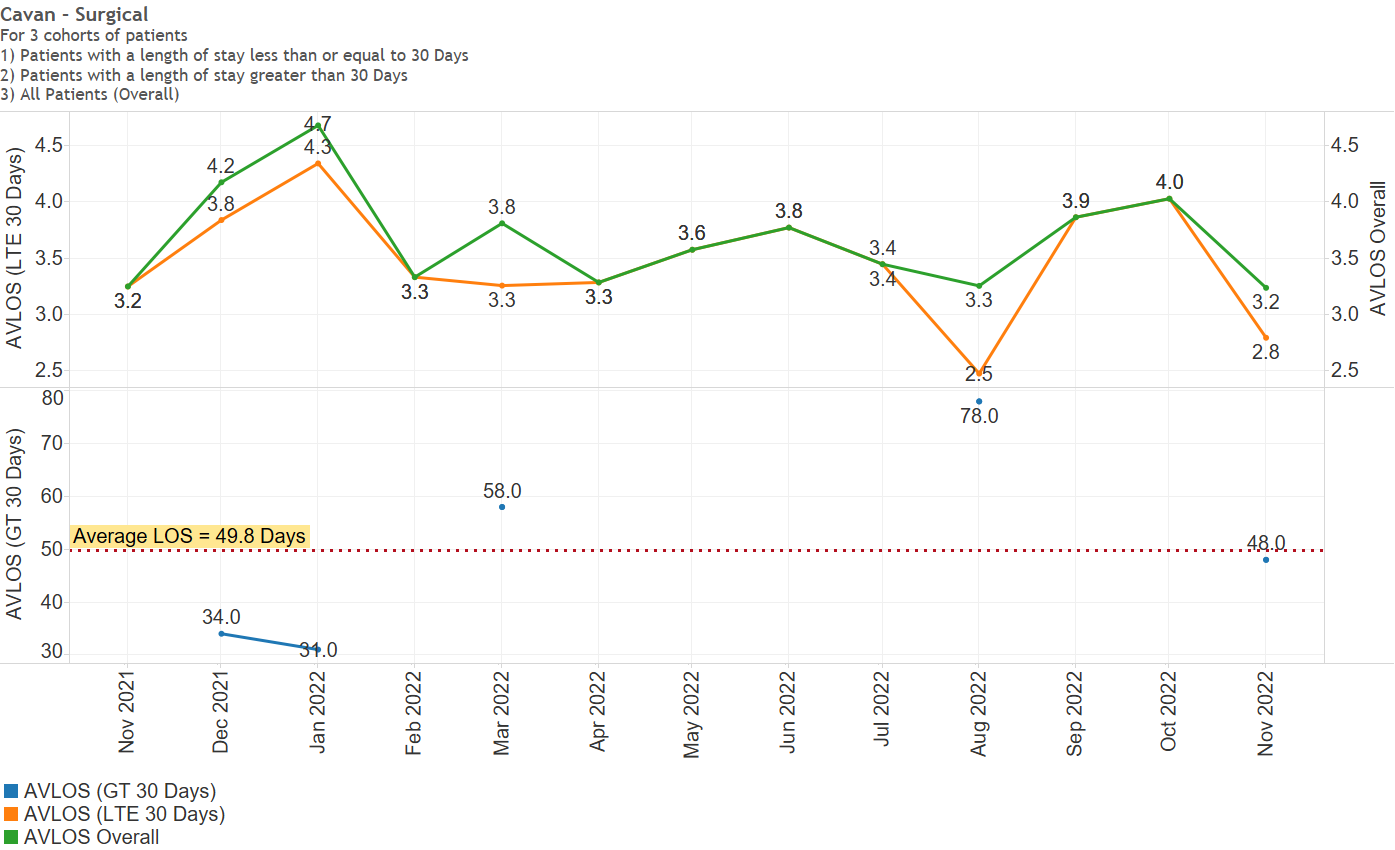 Cavan - Surgical
For 3 cohorts of patients
1) Patients with a length of stay less than or equal to 30 Days
2) Patients with a length of stay greater than 30 Days
3) All Patients (Overall)
AVLOS (LTE 30 Days)
4.5
4.0
3.5
3.0
2.5
3.2
4.2
3.8
4.7
4.3
3.3
3.8
3.3
3.3
3.6
3.8
3.4
3.4
3.3
2.5
3.9
4.0
3.2
2.8
4.5
4.0
3.5
3.0
2.5
AVLOS Overall
AVLOS (GT 30 Days)
80
70
60
50
40
30
Average LOS = 49.8 Days
34.0
31.0
58.0
78.0
48.0
Nov 2021
Dec 2021
Jan 2022
Feb 2022
Mar 2022
Apr 2022
May 2022
Jun 2022
Jul 2022
Aug 2022
Sep 2022
Oct 2022
Nov 2022
AVLOS (GT 30 Days)
AVLOS (LTE 30 Days)
AVLOS Overall